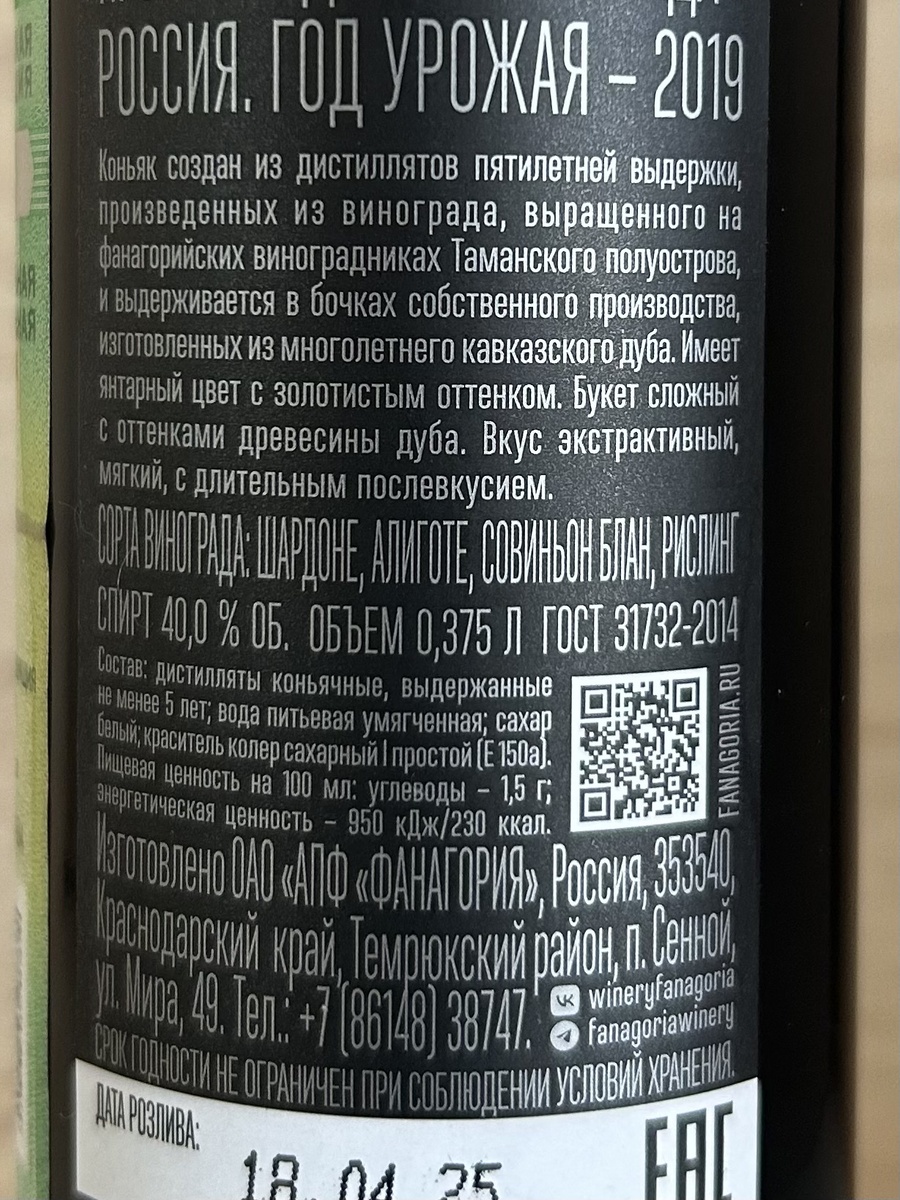 РОССИЯ. ГОД УРОЖАЯ – 2019
Коньяк создан из дистиллятов пятилетней выдержки,
произведенных из винограда, выращенного на
фанагорийских виноградниках Таманского полуострова,
и выдерживается в бочках собственного производства,
изготовленных из многолетнего кавказского дуба. Имеет
янтарный цвет с золотистым оттенком. Букет сложный
с оттенками древесины дуба. Вкус экстрактивный,
мягкий, с длительным послевкусием.
СОРТА ВИНОГРАДА: ШАРДОНЕ, АЛИГОТЕ, СОВИНЬОН БЛАН, РИСЛИНГ
СПИРТ 40,0 % ОБ. ОБЪЕМ 0,375 Л ГОСТ 31732-2014
Состав: дистилляты коньячные, выдержанные
не менее 5 лет; вода питьевая умягченная; сахар
белый; краситель колер сахарный I простой (Е 150a).
Пищевая ценность на 100 мл: углеводы – 1,5 г;
энергетическая ценность – 950 кДж/230 ккал.
FANAGORIA.RU
Изготовлено ОАО «АПФ «ФАНАГОРИЯ», Россия, 353540,
Краснодарский край, Темрюкский район, п. Сенной,
ул. Мира, 49. Тел.: +7 (86148) 38747.
wineryfanagoria
fanagoriawinery
СРОК ГОДНОСТИ НЕ ОГРАНИЧЕН ПРИ СОБЛЮДЕНИИ УСЛОВИЙ ХРАНЕНИЯ.
ДАТА РОЗЛИВА:
18.04.25
EAC